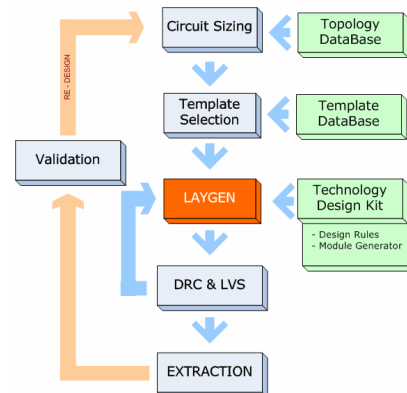 Circuit Sizing
Topology
DataBase
RE - DESIGN
Template
Selection
Template
DataBase
Validation
LAYGEN
Technology
Design Kit
- Design Rules
- Module Generator
DRC & LVS
EXTRACTION